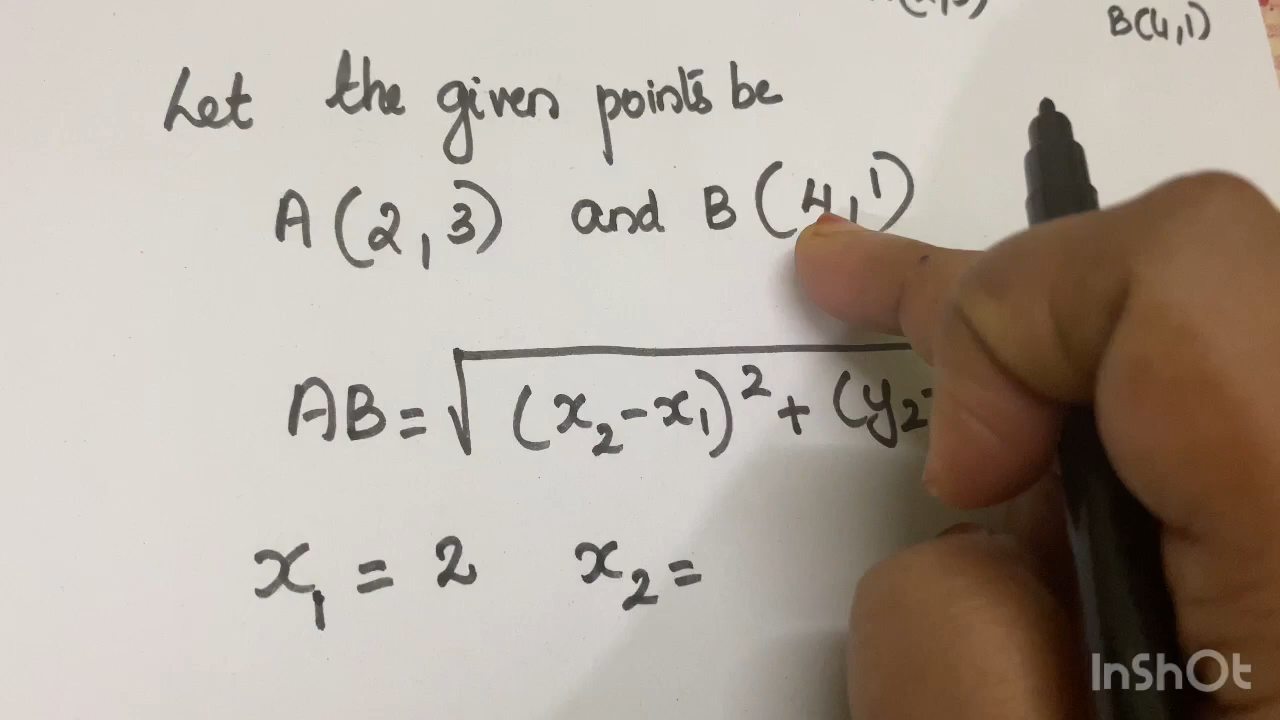 B(4,1)
Let the given points be
A(2,3) and B(4,1)
AB=√(x₂-x₁)²+(y₂-
x₁=2 x₂=
InShOt